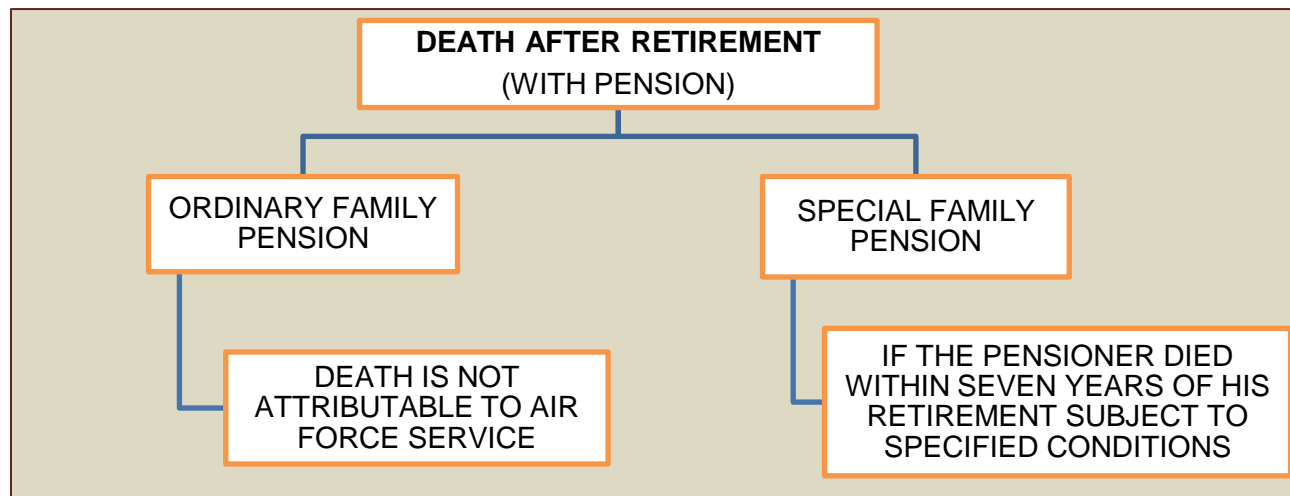 DEATH AFTER RETIREMENT
(WITH PENSION)
ORDINARY FAMILY
PENSION
SPECIAL FAMILY
PENSION
DEATH IS NOT
ATTRIBUTABLE TO AIR
FORCE SERVICE
IF THE PENSIONER DIED
WITHIN SEVEN YEARS OF HIS
RETIREMENT SUBJECT TO
SPECIFIED CONDITIONS